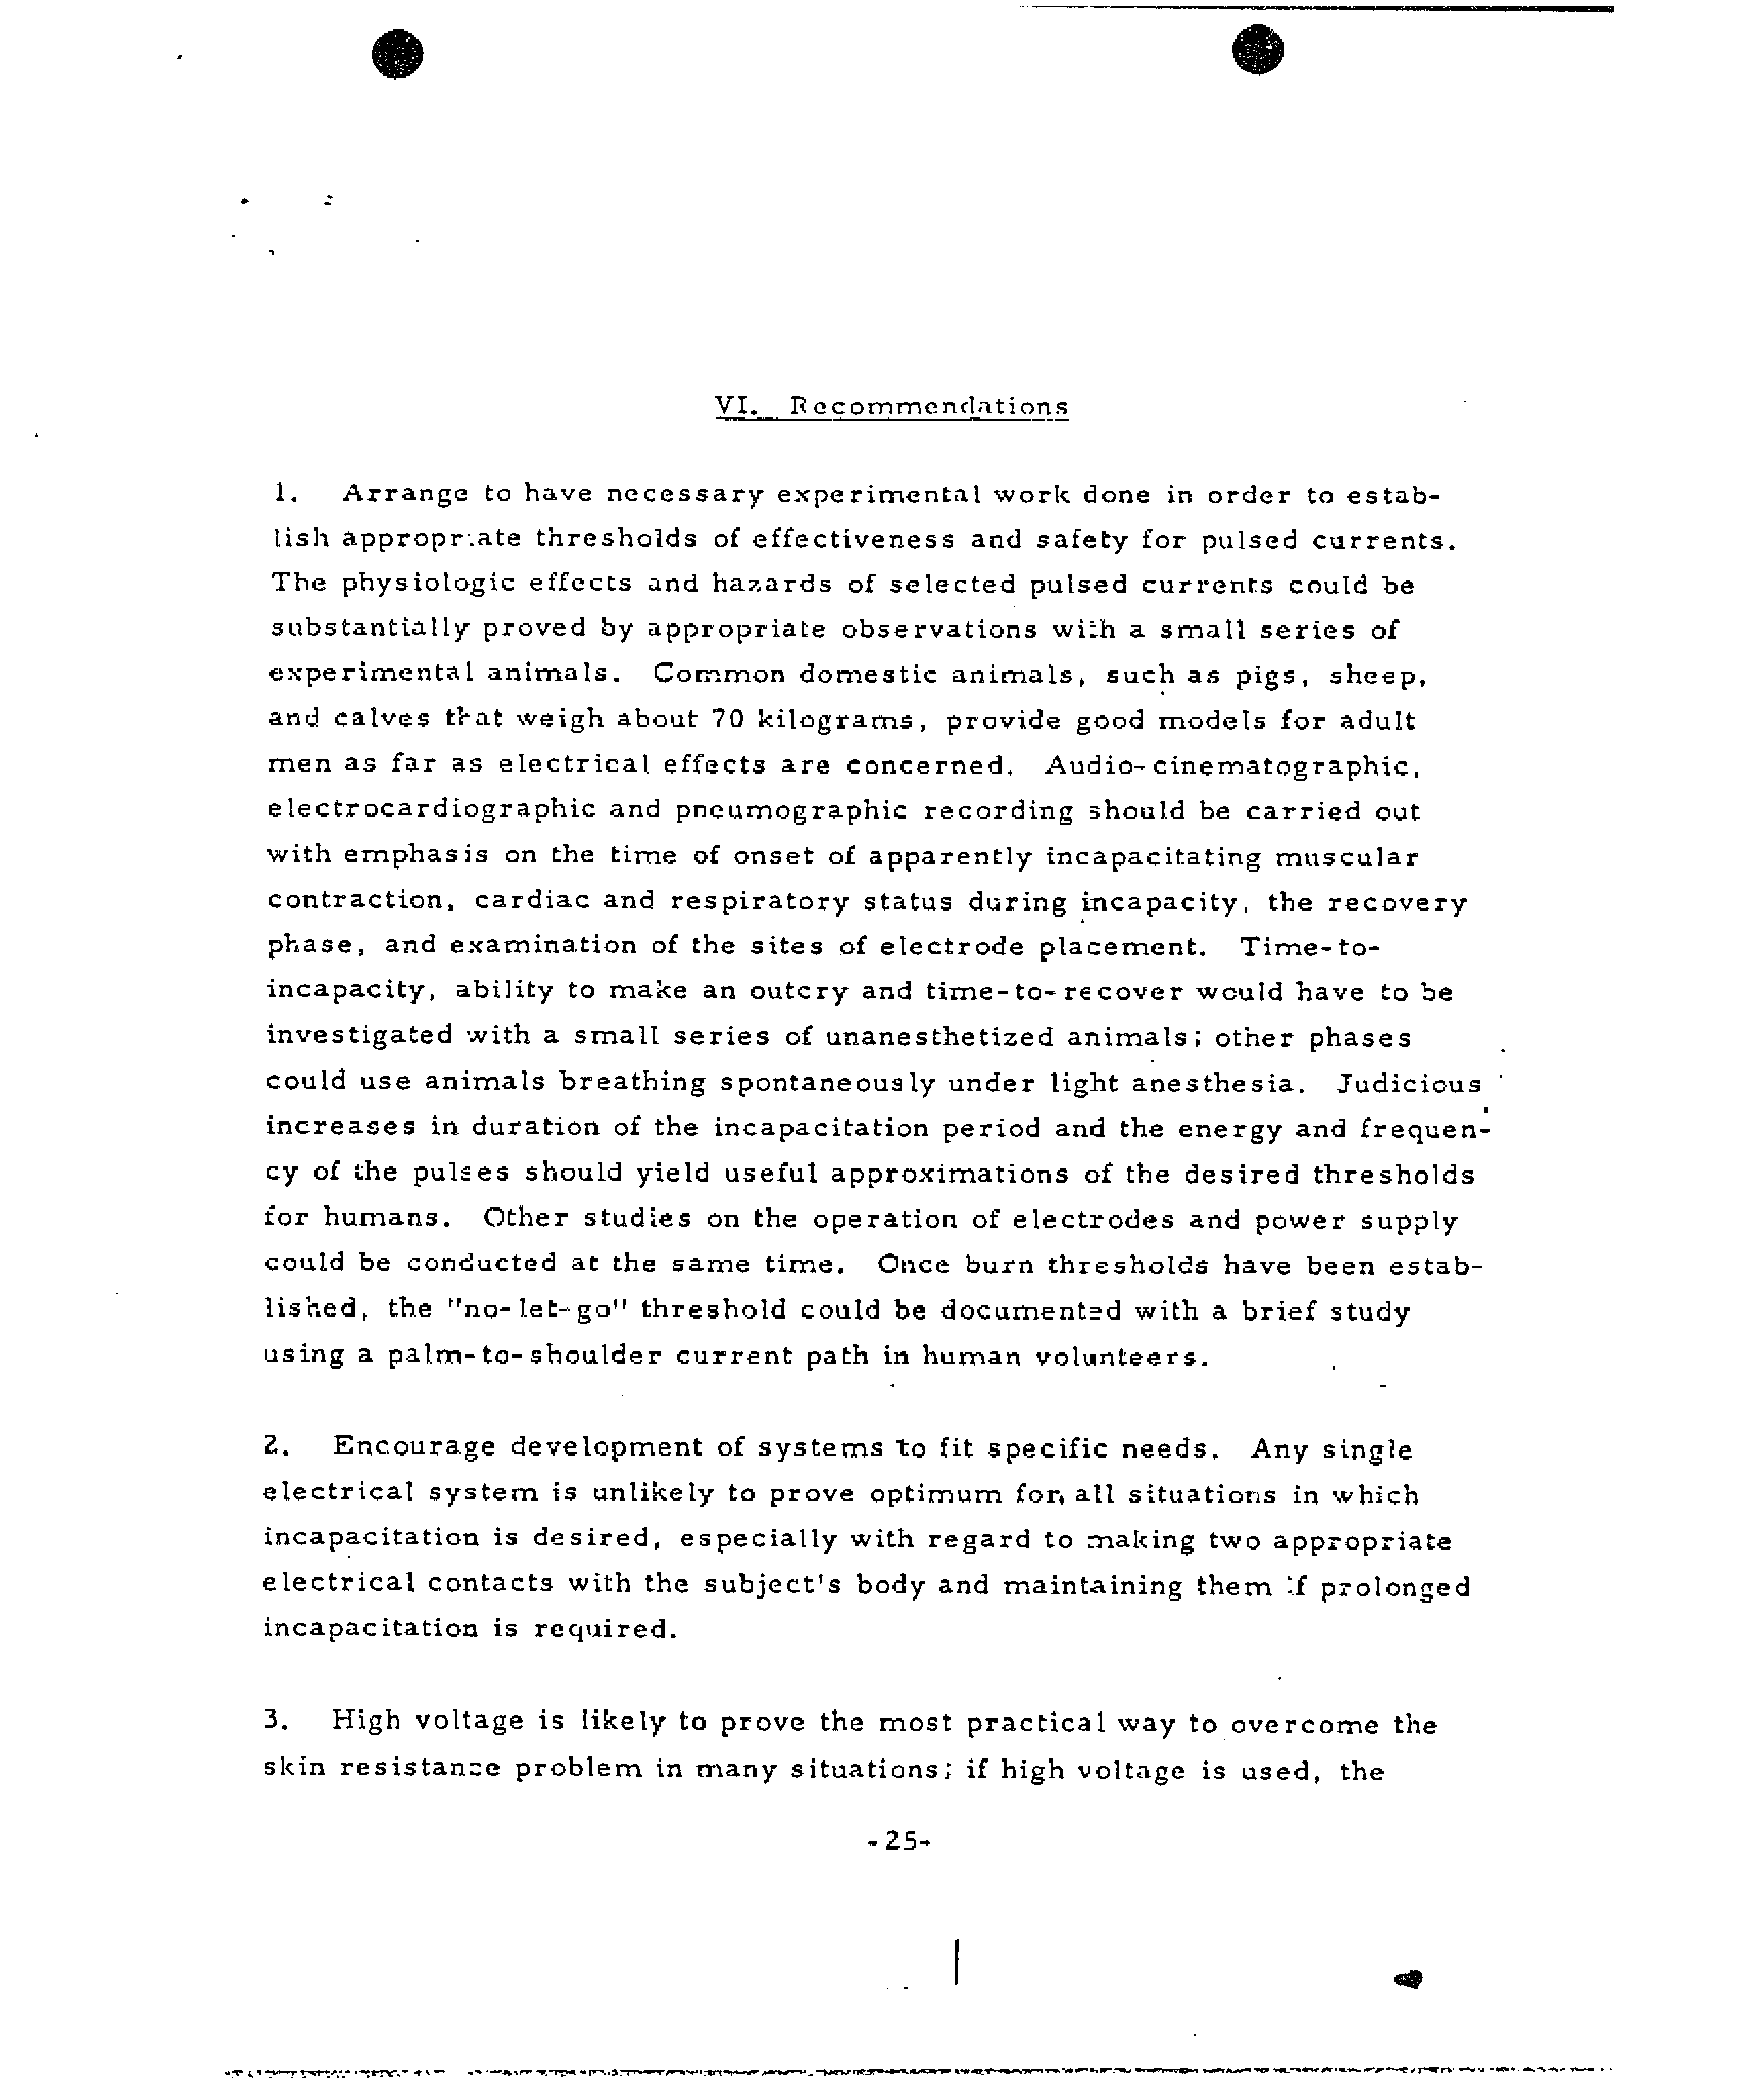 VI. Recommendations
1. Arrange to have necessary experimental work done in order to estab-
lish appropriate thresholds of effectiveness and safety for pulsed currents.
The physiologic effects and hazards of selected pulsed currents could be
substantially proved by appropriate observations with a small series of
experimental animals. Common domestic animals, such as pigs, sheep,
and calves that weigh about 70 kilograms, provide good models for adult
men as far as electrical effects are concerned. Audio-cinematographic,
electrocardiographic and pneumographic recording should be carried out
with emphasis on the time of onset of apparently incapacitating muscular
contraction, cardiac and respiratory status during incapacity, the recovery
phase, and examination of the sites of electrode placement. Time-to-
incapacity, ability to make an outcry and time-to-recover would have to be
investigated with a small series of unanesthetized animals; other phases
could use animals breathing spontaneously under light anesthesia. Judicious
increases in duration of the incapacitation period and the energy and frequen-
cy of the pulses should yield useful approximations of the desired thresholds
for humans. Other studies on the operation of electrodes and power supply
could be conducted at the same time. Once burn thresholds have been estab-
lished, the "no-let-go" threshold could be documented with a brief study
using a palm-to-shoulder current path in human volunteers.
2. Encourage development of systems to fit specific needs. Any single
electrical system is unlikely to prove optimum for all situations in which
incapacitation is desired, especially with regard to making two appropriate
electrical contacts with the subject's body and maintaining them if prolonged
incapacitation is required.
3. High voltage is likely to prove the most practical way to overcome the
skin resistance problem in many situations; if high voltage is used, the
-25-